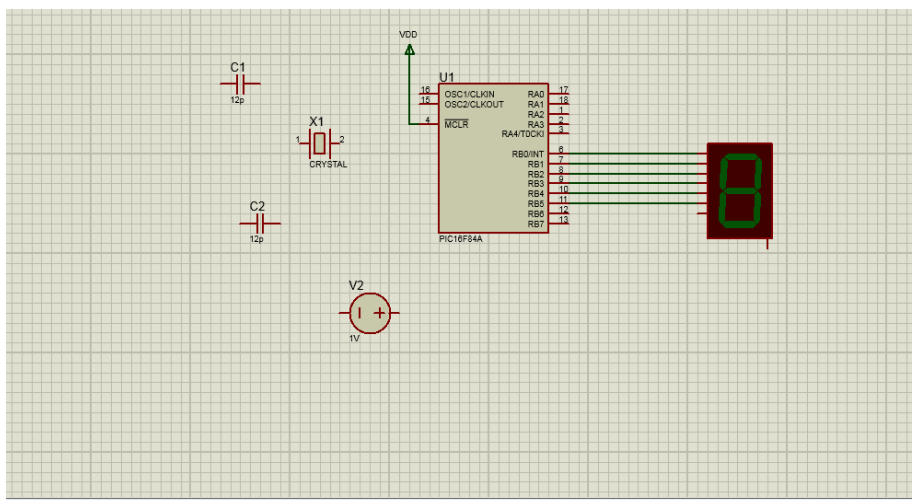 VDD
C1
12p
U1
16 OSC1/CLKIN RA0 17
15 OSC2/CLKOUT RA1 18
RA2 1
4 MCLR RA3 2
RA4/T0CKI 3
X1
1 2
CRYSTAL
RB0/INT 6
RB1 7
RB2 8
RB3 9
RB4 10
RB5 11
RB6 12
RB7 13
PIC16F84A
C2
12p
V2
1V